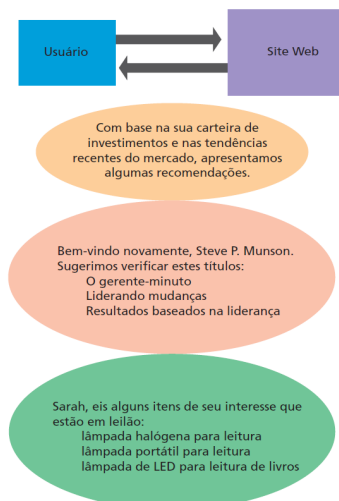 Usuário
Site Web
Com base na sua carteira de
investimentos e nas tendências
recentes do mercado, apresentamos
algumas recomendações.
Bem-vindo novamente, Steve P. Munson.
Sugerimos verificar estes títulos:
O gerente-minuto
Liderando mudanças
Resultados baseados na liderança
Sarah, eis alguns itens de seu interesse que
estão em leilão:
lâmpada halógena para leitura
lâmpada portátil para leitura
lâmpada de LED para leitura de livros